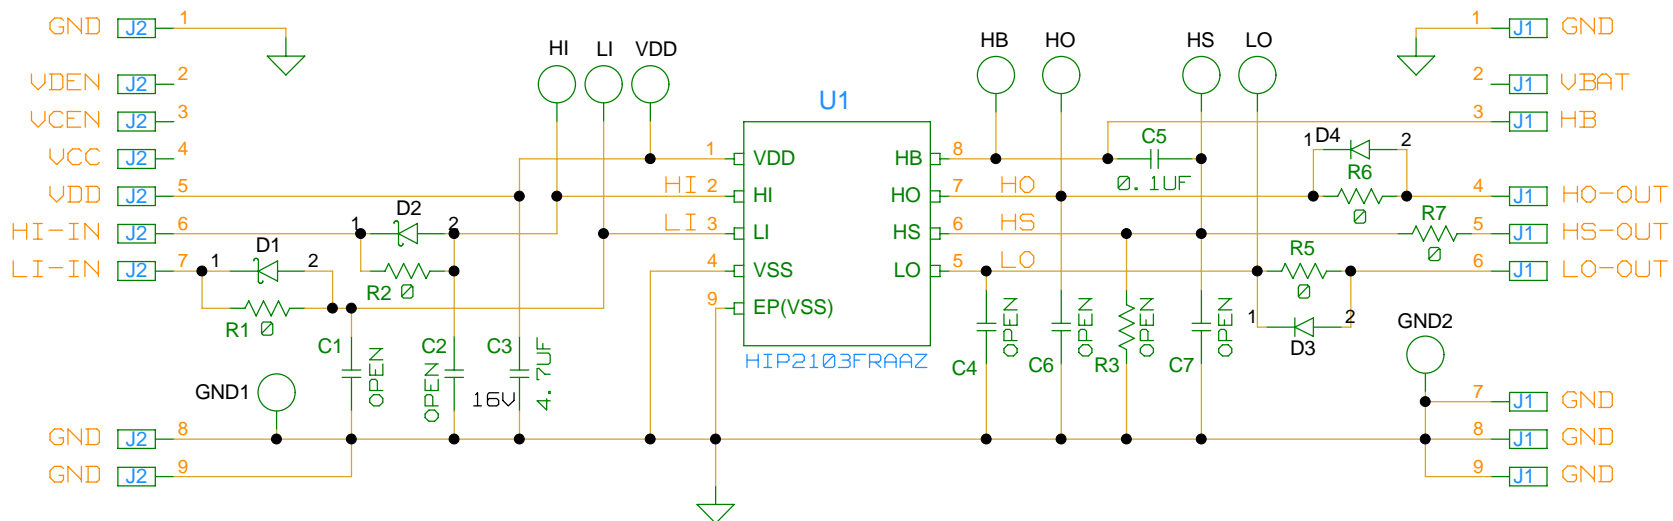 GND J2 1
VDEN J2 2
VCEN J2 3
VCC J2 4
VDD J2 5
HI-IN J2 6
LI-IN J2 7
GND J2 8
GND J2 9
HI
LI
VDD
D2
1 2
D1
1 2
R2 0
R1 0
C1
OPEN
C2
OPEN
C3
16V
4.7UF
GND1
U1
1 VDD
HI 2 HI
LI 3 LI
4 VSS
9 EP(VSS)
HB 8
HO 7 HO
HS 6 HS
LO 5 LO
HIP2103FRAAZ
HB
HO
HS
LO
C5
0.1UF
D4
1 2
R6
0
R7
0
R5
0
1 2
D3
C4
OPEN
C6
OPEN
R3
OPEN
C7
OPEN
GND2
1 J1 GND
2 J1 VBAT
3 J1 HB
4 J1 HO-OUT
5 J1 HS-OUT
6 J1 LO-OUT
7 J1 GND
8 J1 GND
9 J1 GND